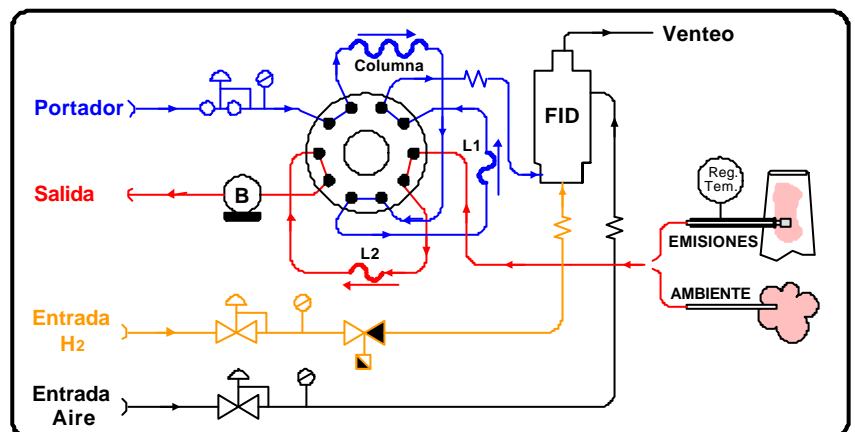 Venteo
Columna
Portador
FID
L1
Salida
B
Reg.
Tem.
EMISIONES
L2
AMBIENTE
Entrada
H2
Entrada
Aire